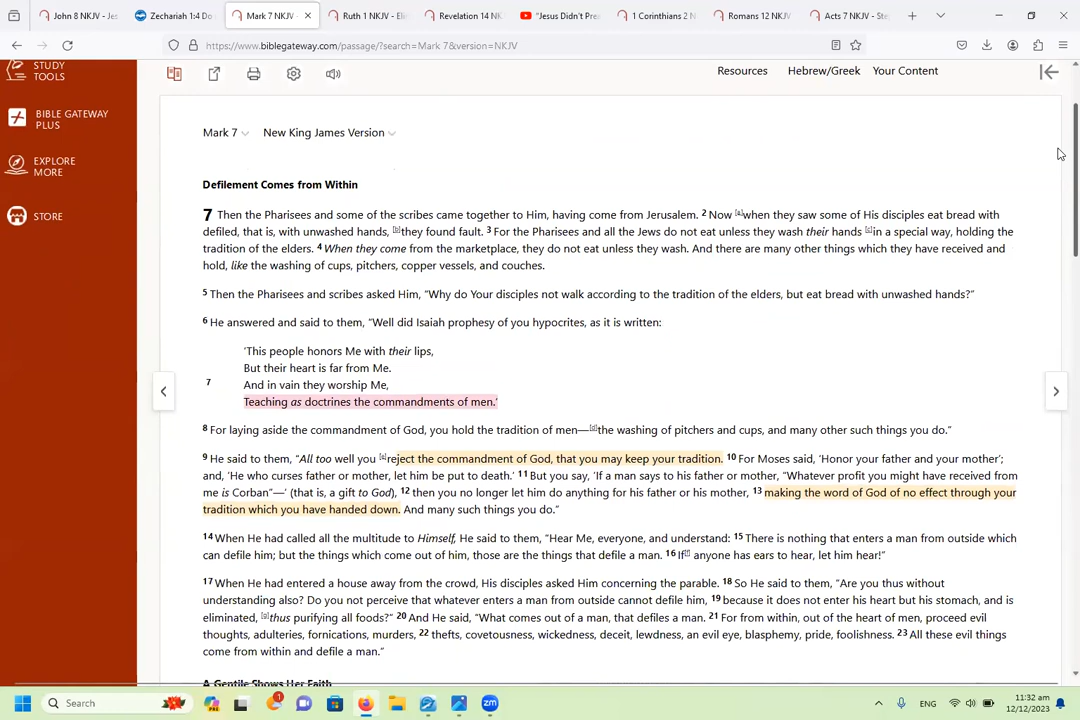 John 8 NKJV - Jes
Zechariah 1:4 Do
Mark 7 NKJV
Ruth 1 NKJV - Elim
Revelation 14 NK
"Jesus Didn't Pre
1 Corinthians 2 N
Romans 12 NKJV
Acts 7 NKJV - Ste
https://www.biblegateway.com/passage/?search=Mark 7&version=NKJV
STUDY
TOOLS
BIBLE GATEWAY
PLUS
EXPLORE
MORE
STORE
Resources Hebrew/Greek Your Content
Mark 7 New King James Version
Defilement Comes from Within
7 Then the Pharisees and some of the scribes came together to Him, having come from Jerusalem. 2 Now [a]when they saw some of His disciples eat bread with
defiled, that is, with unwashed hands, [b]they found fault. 3 For the Pharisees and all the Jews do not eat unless they wash their hands [c]in a special way, holding the
tradition of the elders. 4 When they come from the marketplace, they do not eat unless they wash. And there are many other things which they have received and
hold, like the washing of cups, pitchers, copper vessels, and couches.
5 Then the Pharisees and scribes asked Him, “Why do Your disciples not walk according to the tradition of the elders, but eat bread with unwashed hands?”
6 He answered and said to them, “Well did Isaiah prophesy of you hypocrites, as it is written:
‘This people honors Me with their lips,
But their heart is far from Me.
7 And in vain they worship Me,
Teaching as doctrines the commandments of men.’
8 For laying aside the commandment of God, you hold the tradition of men—[d]the washing of pitchers and cups, and many other such things you do.”
9 He said to them, “All too well you [e]reject the commandment of God, that you may keep your tradition. 10 For Moses said, ‘Honor your father and your mother’;
and, ‘He who curses father or mother, let him be put to death.’ 11 But you say, ‘If a man says to his father or mother, “Whatever profit you might have received from
me is Corban”—’ (that is, a gift to God), 12 then you no longer let him do anything for his father or his mother, 13 making the word of God of no effect through your
tradition which you have handed down. And many such things you do.”
14 When He had called all the multitude to Himself, He said to them, “Hear Me, everyone, and understand: 15 There is nothing that enters a man from outside which
can defile him; but the things which come out of him, those are the things that defile a man. 16 If[f] anyone has ears to hear, let him hear!”
17 When He had entered a house away from the crowd, His disciples asked Him concerning the parable. 18 So He said to them, “Are you thus without
understanding also? Do you not perceive that whatever enters a man from outside cannot defile him, 19 because it does not enter his heart but his stomach, and is
eliminated, [g]thus purifying all foods?” 20 And He said, “What comes out of a man, that defiles a man. 21 For from within, out of the heart of men, proceed evil
thoughts, adulteries, fornications, murders, 22 thefts, covetousness, wickedness, deceit, lewdness, an evil eye, blasphemy, pride, foolishness. 23 All these evil things
come from within and defile a man.”
A Gentile Shows Her Faith
Search
PRE
1
zm
ENG
11:32 am
12/12/2023